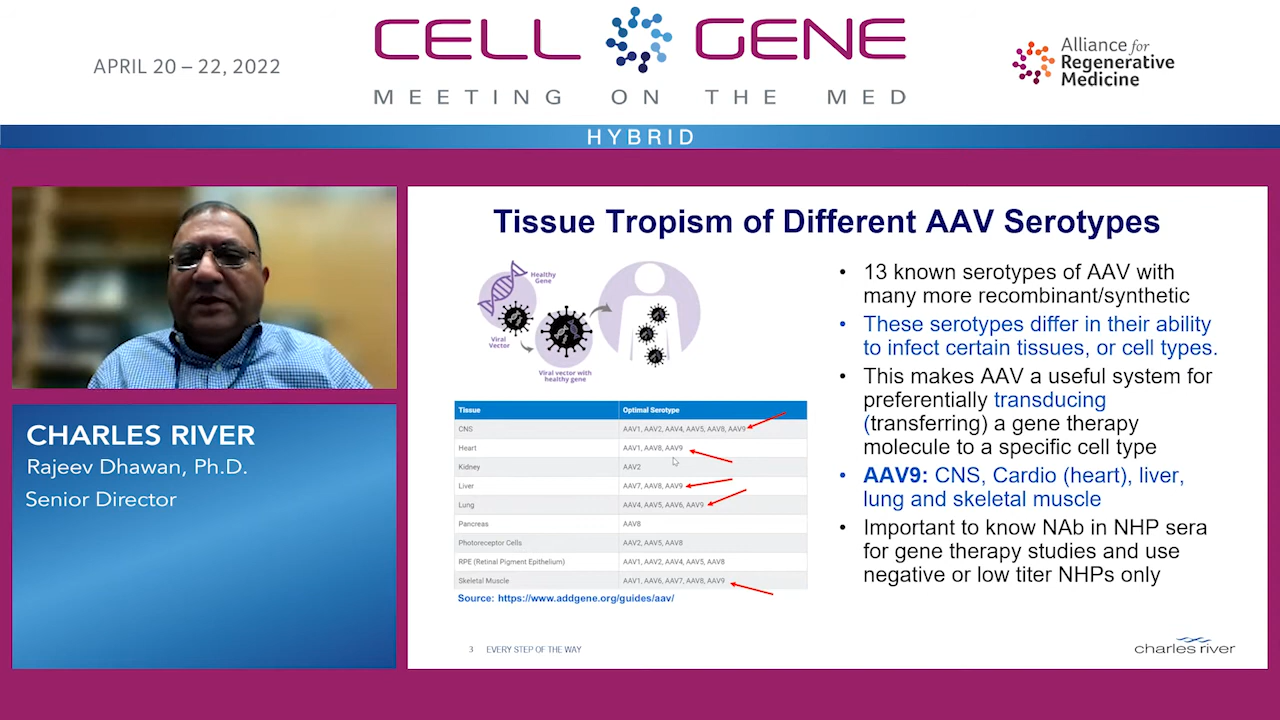 APRIL 20 – 22, 2022
CELL GENE
MEETING ON THE MED
Alliance for
Regenerative
Medicine
HYBRID
CHARLES RIVER
Rajeev Dhawan, Ph.D.
Senior Director
Tissue Tropism of Different AAV Serotypes
Healthy
Gene
Viral
Vector
Viral vector with
healthy gene
Tissue Optimal Serotype
CNS AAV1, AAV2, AAV4, AAV5, AAV8, AAV9
Heart AAV1, AAV8, AAV9
Kidney AAV2
Liver AAV7, AAV8, AAV9
Lung AAV4, AAV5, AAV6, AAV9
Pancreas AAV8
Photoreceptor Cells AAV2, AAV5, AAV8
RPE (Retinal Pigment Epithelium) AAV1, AAV2, AAV4, AAV5, AAV8
Skeletal Muscle AAV1, AAV6, AAV7, AAV8, AAV9
Source: https://www.addgene.org/guides/aav/
• 13 known serotypes of AAV with
many more recombinant/synthetic
• These serotypes differ in their ability
to infect certain tissues, or cell types.
• This makes AAV a useful system for
preferentially transducing
(transferring) a gene therapy
molecule to a specific cell type
• AAV9: CNS, Cardio (heart), liver,
lung and skeletal muscle
• Important to know NAb in NHP sera
for gene therapy studies and use
negative or low titer NHPs only
3 EVERY STEP OF THE WAY
charles river